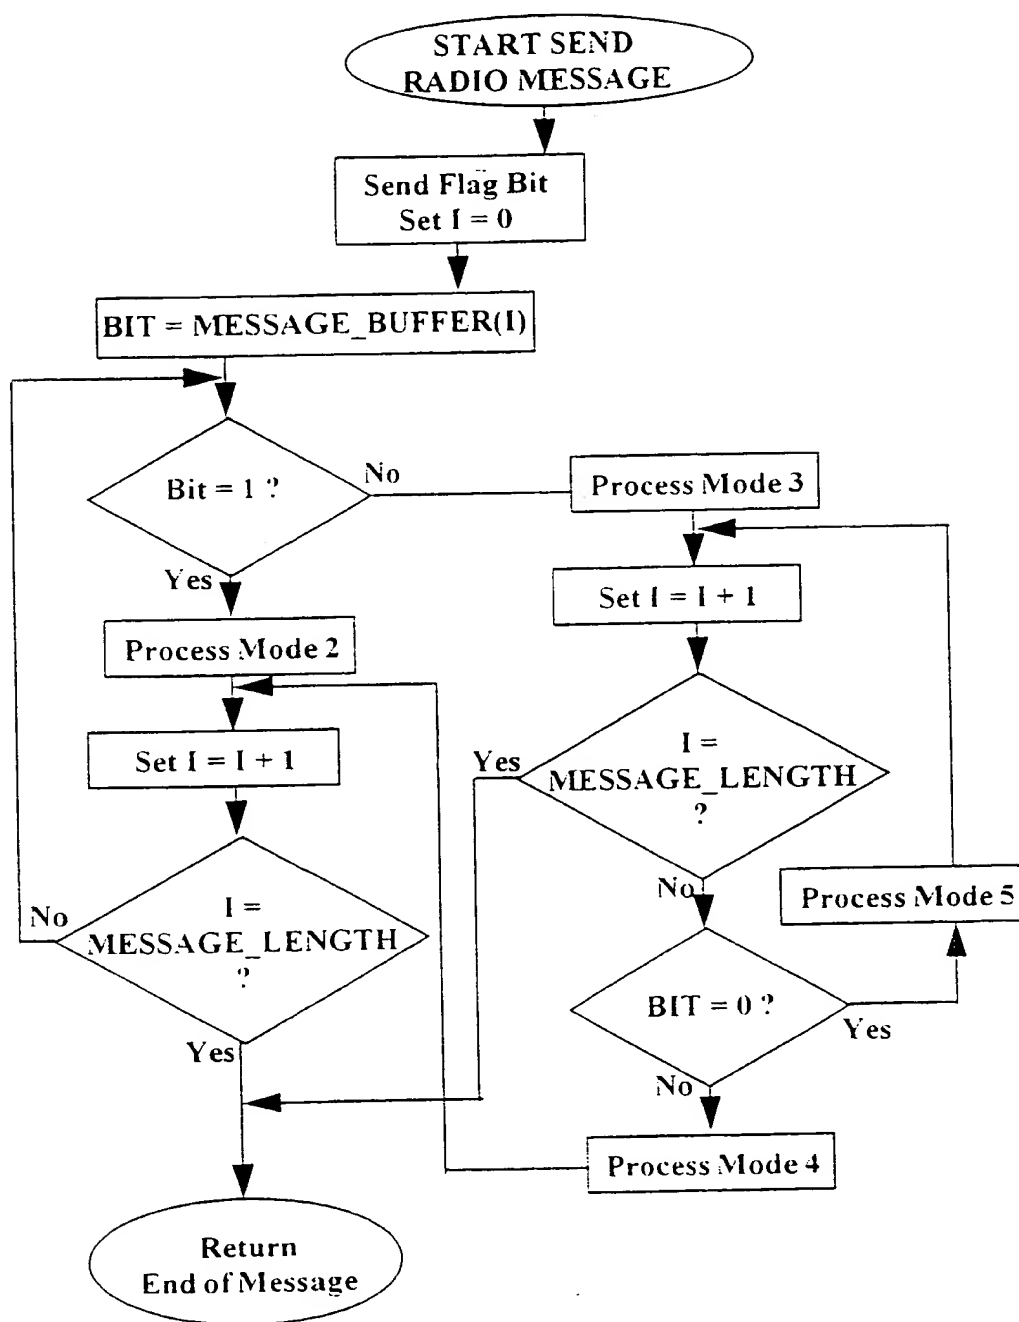 START SEND
RADIO MESSAGE
Send Flag Bit
Set I = 0
BIT = MESSAGE_BUFFER(I)
Bit = 1 ?
No
Process Mode 3
Yes
Set I = I + 1
Process Mode 2
Set I = I + 1
Yes
I =
MESSAGE_LENGTH
?
No
Process Mode 5
No
I =
MESSAGE_LENGTH
?
BIT = 0 ?
Yes
Yes
No
Process Mode 4
Return
End of Message